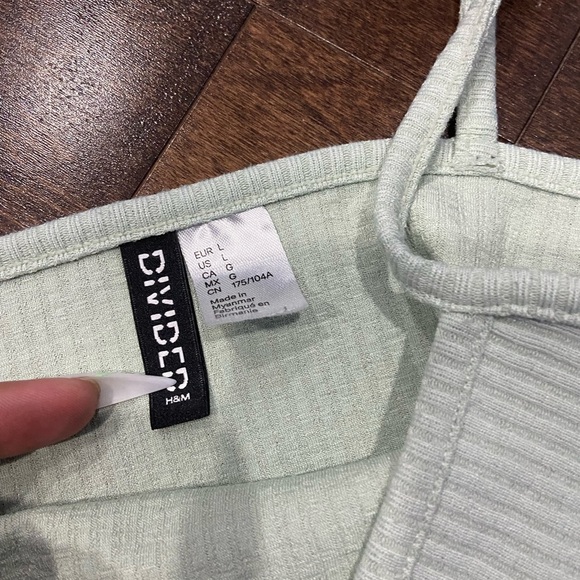 DIVIDED
H&M
EUR L
US L
CA G
MX G
CN 175/104A
Made in
Myanmar
Fabriqué en
Birmanie